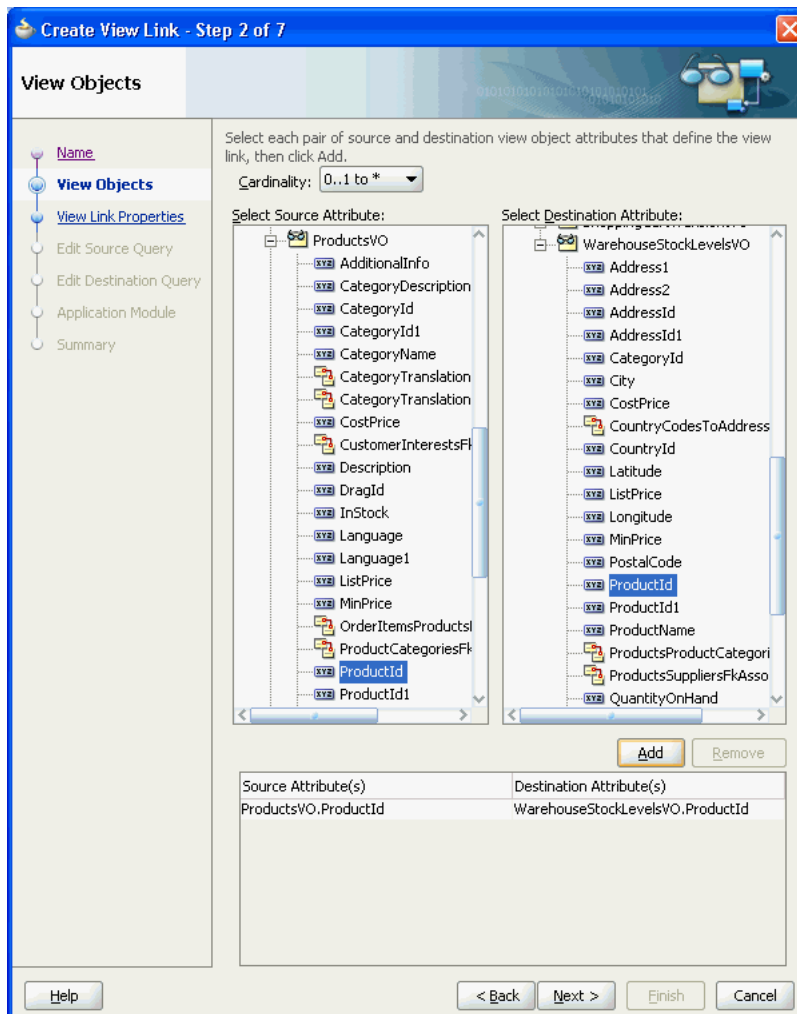 Create View Link - Step 2 of 7
View Objects
Name
View Objects
View Link Properties
Edit Source Query
Edit Destination Query
Application Module
Summary
Select each pair of source and destination view object attributes that define the view
link, then click Add.
Cardinality: 0..1 to *
Select Source Attribute:
ProductsVO
AdditionalInfo
CategoryDescription
CategoryId
CategoryId1
CategoryName
CategoryTranslation
CategoryTranslation
CostPrice
CustomerInterestsFk
Description
DragId
InStock
Language
Language1
ListPrice
MinPrice
OrderItemsProductsl
ProductCategoriesFk
ProductId
ProductId1
Select Destination Attribute:
WarehouseStockLevelsVO
Address1
Address2
AddressId
AddressId1
CategoryId
City
CostPrice
CountryCodesToAddress
CountryId
Latitude
ListPrice
Longitude
MinPrice
PostalCode
ProductId
ProductId1
ProductName
ProductsProductCategori
ProductsSuppliersFkAsso
QuantityOnHand
Add
Remove
Source Attribute(s) Destination Attribute(s)
ProductsVO.ProductId WarehouseStockLevelsVO.ProductId
Help
< Back
Next >
Finish
Cancel